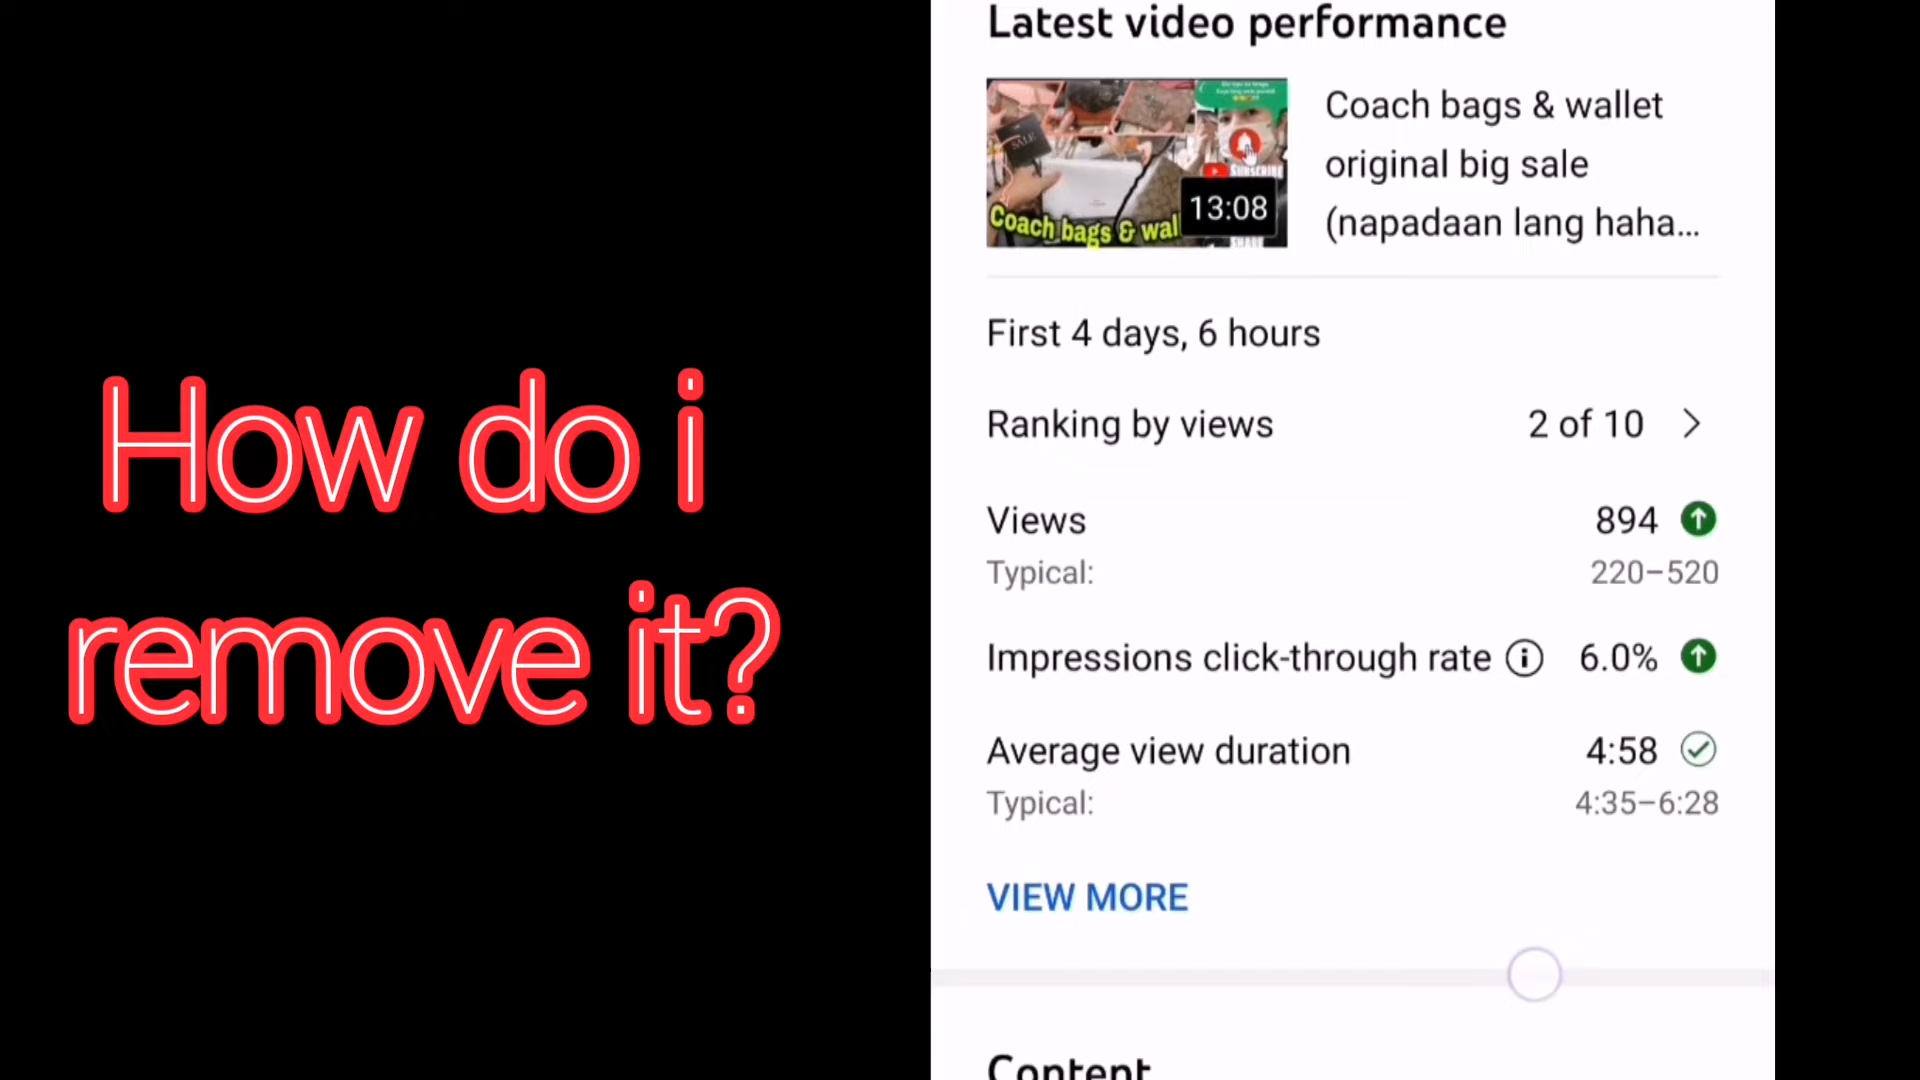 How do i
remove it?
Latest video performance
SALE
SUBSCRIBE
Coach bags & wal
13:08
Coach bags & wallet
original big sale
(napadaan lang haha...
First 4 days, 6 hours
Ranking by views 2 of 10
Views 894
Typical: 220–520
Impressions click-through rate 6.0%
Average view duration 4:58
Typical: 4:35–6:28
VIEW MORE
Content